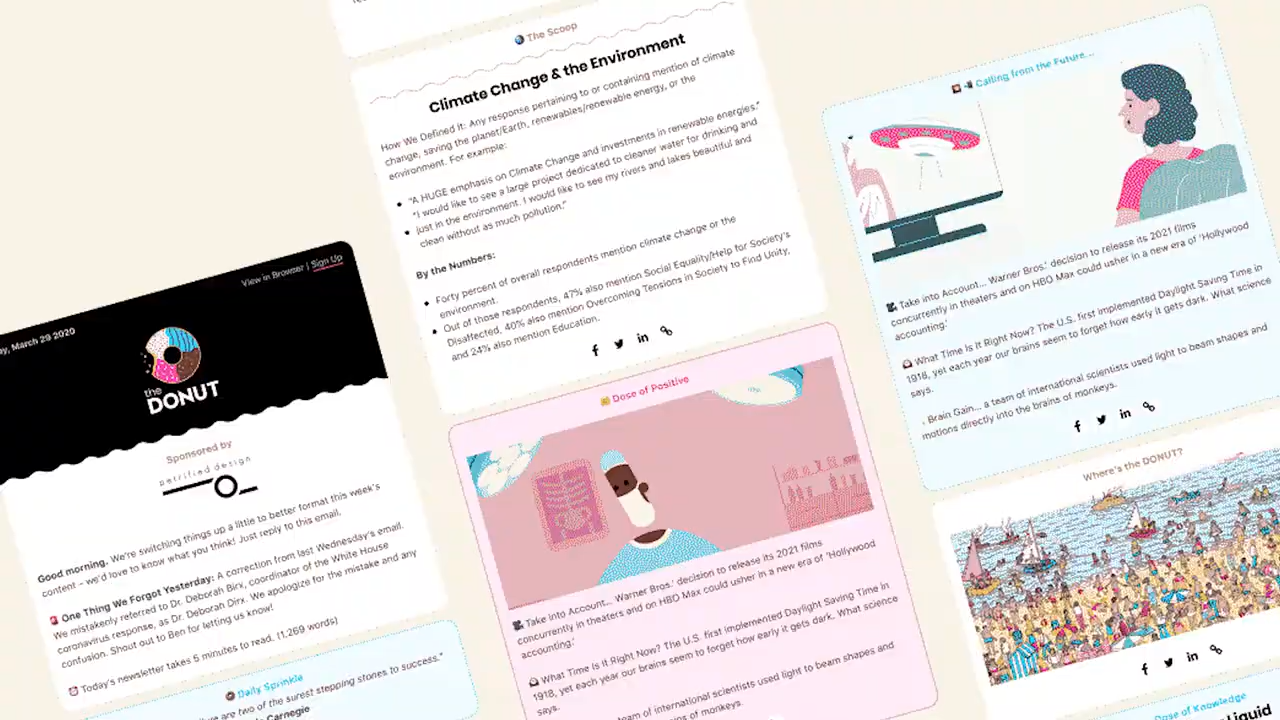 View in Browser | Sign Up
March 29 2020
the
DONUT
Sponsored by
petrified design
Good morning. We're switching things up a little to better format this week's
content – we'd love to know what you think! Just reply to this email.
One Thing We Forgot Yesterday: A correction from last Wednesday's email.
We mistakenly referred to Dr. Deborah Birx, coordinator of the White House
coronavirus response, as Dr. Deborah Dirx. We apologize for the mistake and any
confusion. Shout out to Ben for letting us know!
Today's newsletter takes 5 minutes to read. (1,269 words)
Daily Sprinkle
are two of the surest stepping stones to success."
Carnegie
The Scoop
Climate Change & the Environment
How We Defined It: Any response pertaining to or containing mention of climate
change, saving the planet/Earth, renewables/renewable energy, or the
environment. For example:
"A HUGE emphasis on Climate Change and investments in renewable energies."
"I would like to see a large project dedicated to cleaner water for drinking and
just in the environment. I would like to see my rivers and lakes beautiful and
clean without as much pollution."
By the Numbers:
Forty percent of overall respondents mention climate change or the
environment.
Out of those respondents, 47% also mention Social Equality/Help for Society's
Disaffected, 40% also mention Overcoming Tensions in Society to Find Unity,
and 24% also mention Education.
Dose of Positive
Take into Account... Warner Bros.' decision to release its 2021 films
concurrently in theaters and on HBO Max could usher in a new era of 'Hollywood
accounting.'
What Time Is It Right Now? The U.S. first implemented Daylight Saving Time in
1918, yet each year our brains seem to forget how early it gets dark. What science
says.
team of international scientists used light to beam shapes and
of monkeys.
Calling from the Future...
Take into Account... Warner Bros.' decision to release its 2021 films
concurrently in theaters and on HBO Max could usher in a new era of 'Hollywood
accounting.'
What Time Is It Right Now? The U.S. first implemented Daylight Saving Time in
1918, yet each year our brains seem to forget how early it gets dark. What science
says.
Brain Gain... a team of international scientists used light to beam shapes and
motions directly into the brains of monkeys.
Where's the DONUT?
Dose of Knowledge
Liquid